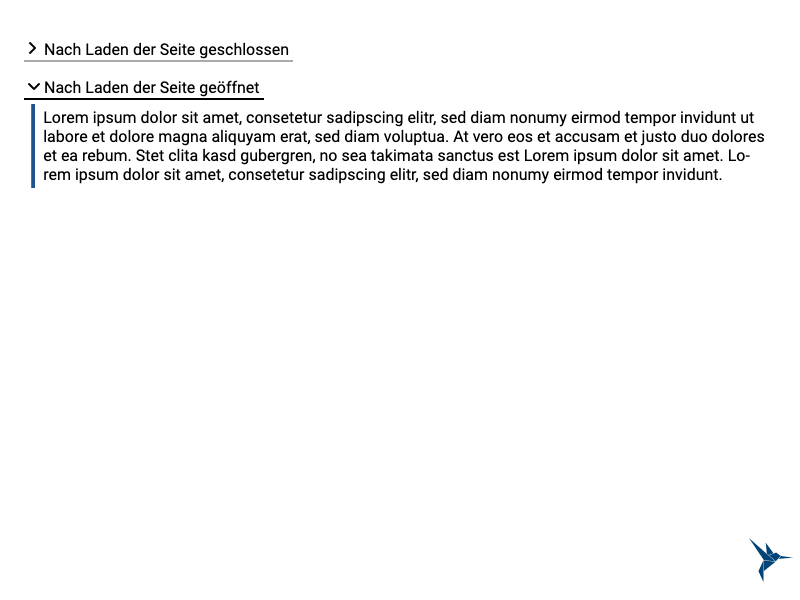 Nach Laden der Seite geschlossen
Nach Laden der Seite geöffnet
Lorem ipsum dolor sit amet, consetetur sadipscing elitr, sed diam nonumy eirmod tempor invidunt ut
labore et dolore magna aliquyam erat, sed diam voluptua. At vero eos et accusam et justo duo dolores
et ea rebum. Stet clita kasd gubergren, no sea takimata sanctus est Lorem ipsum dolor sit amet. Lo-
rem ipsum dolor sit amet, consetetur sadipscing elitr, sed diam nonumy eirmod tempor invidunt.